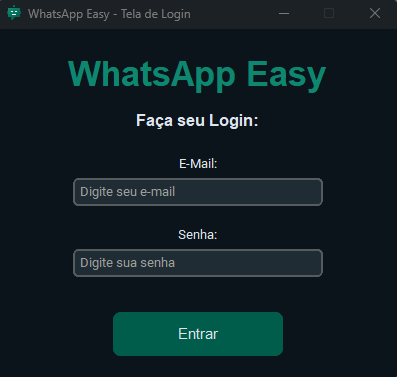 WhatsApp Easy - Tela de Login
WhatsApp Easy
Faça seu Login:
E-Mail:
Digite seu e-mail
Senha:
Digite sua senha
Entrar